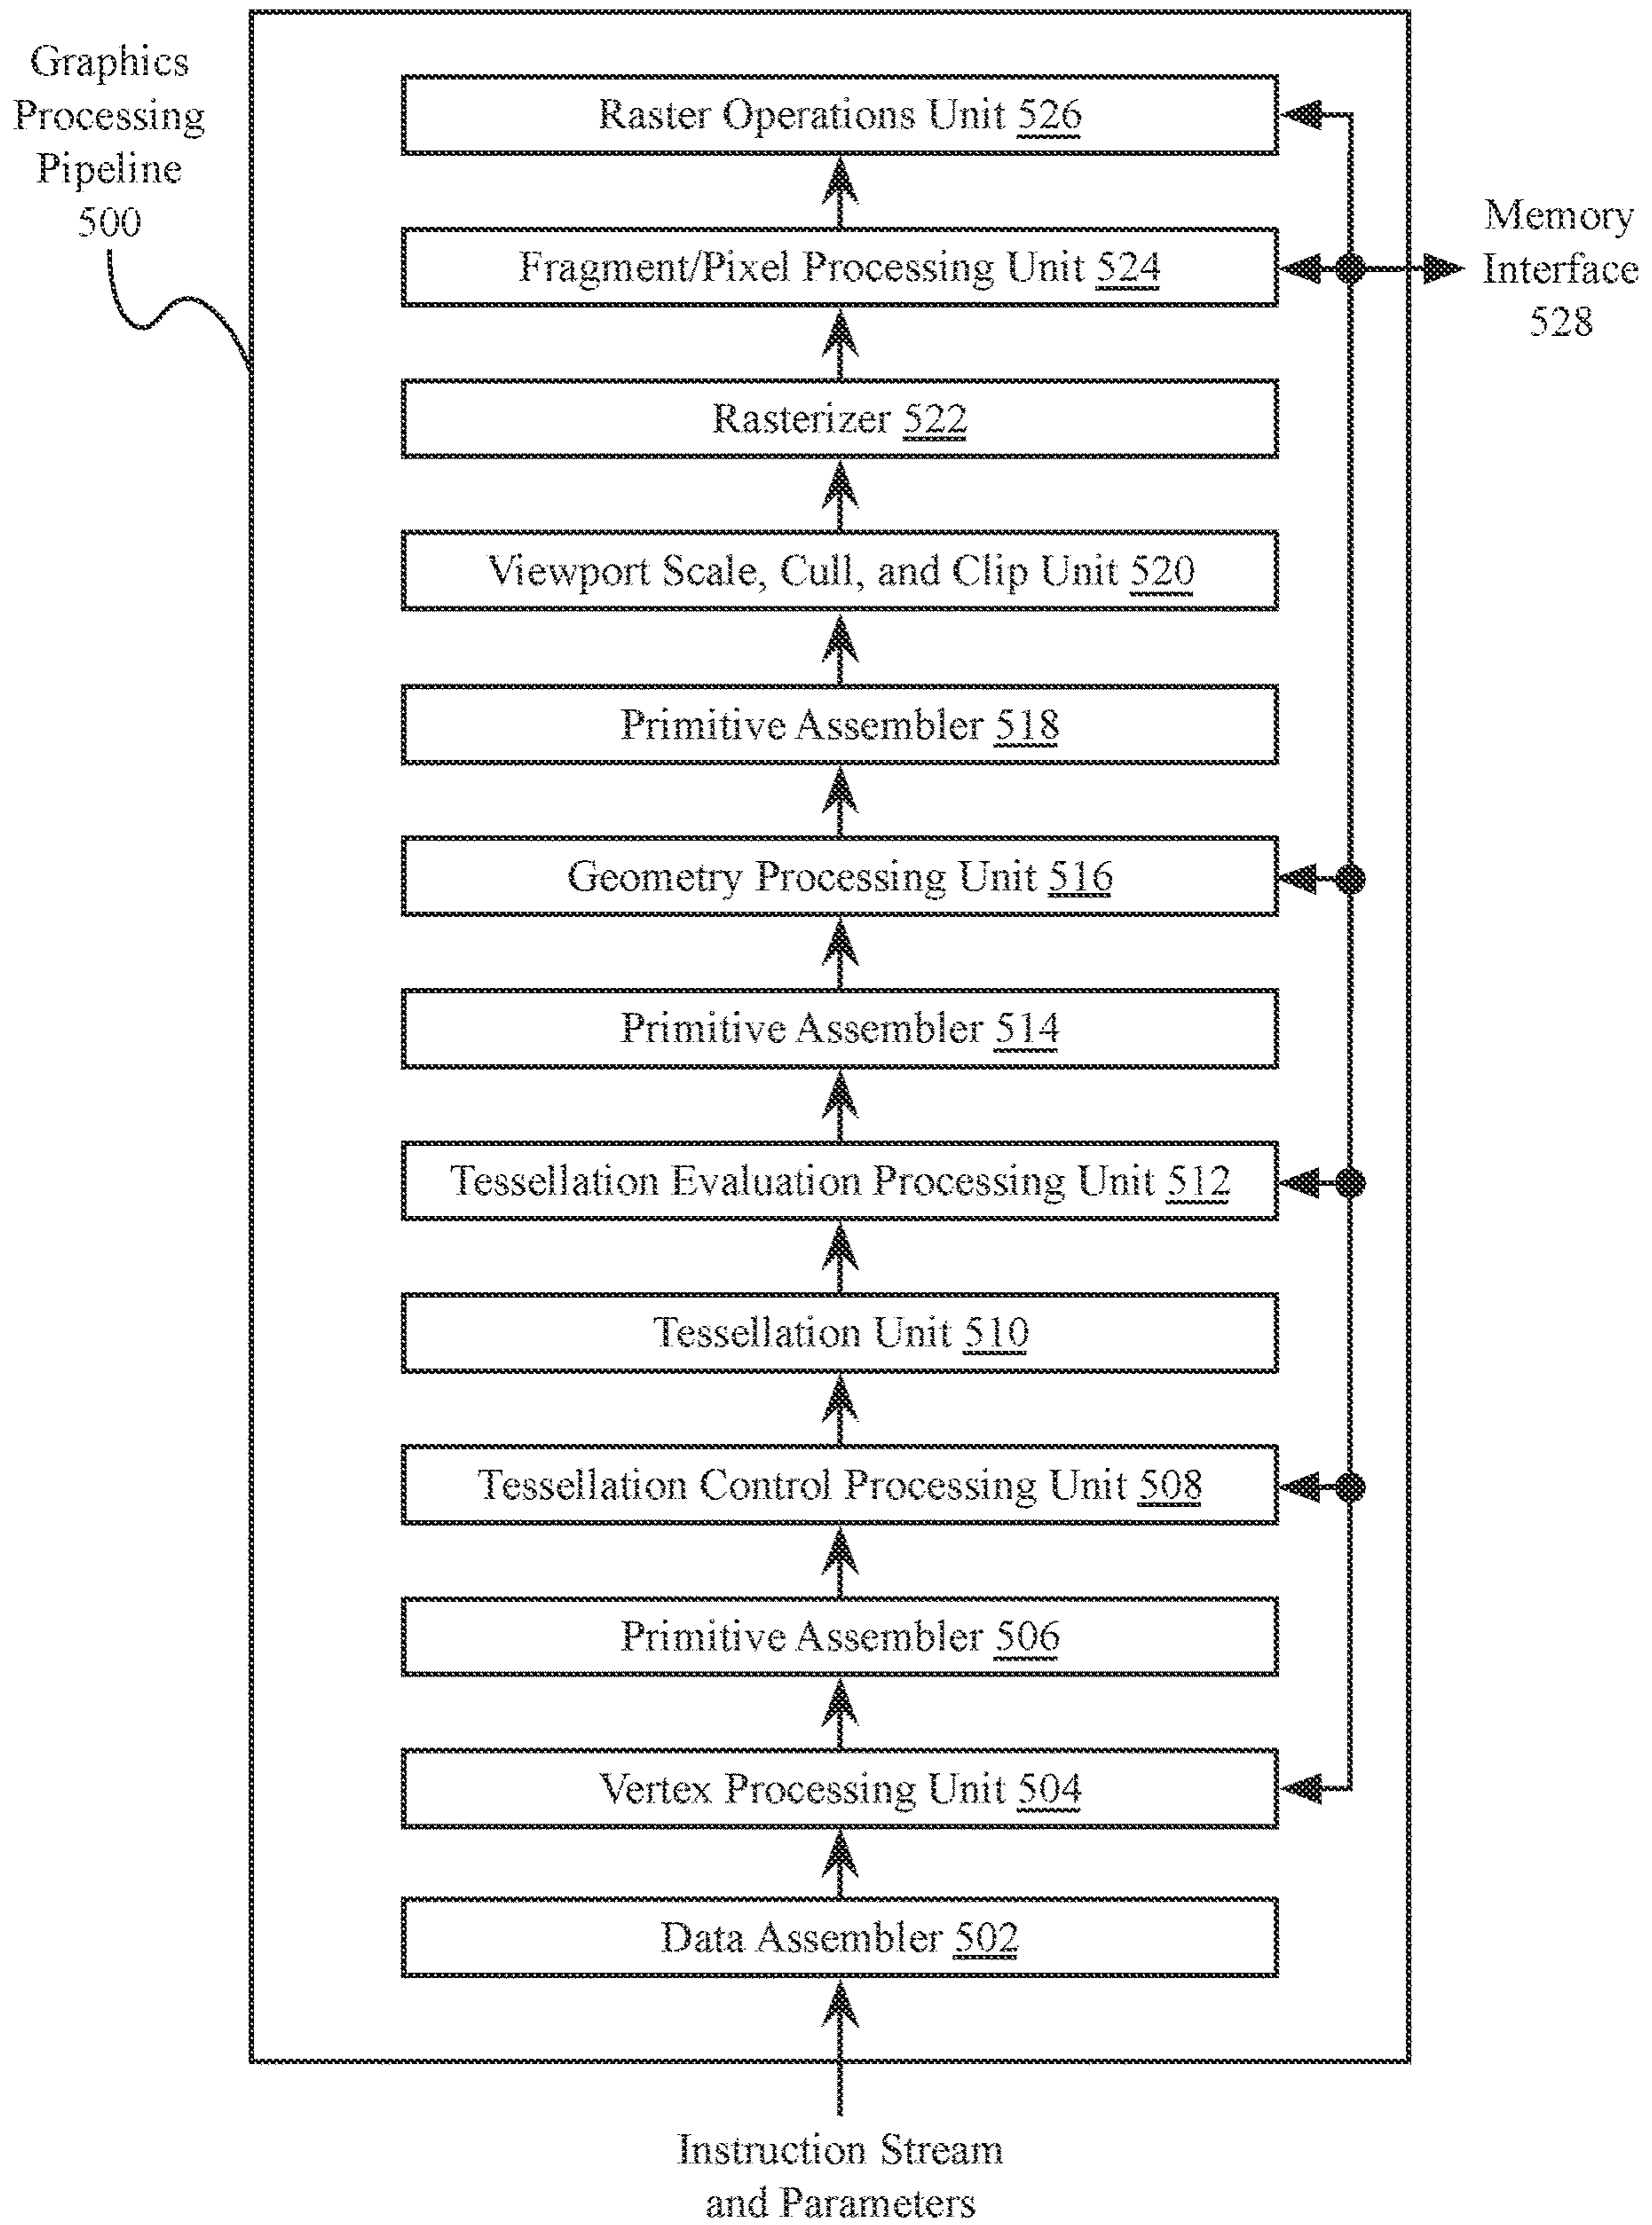 Graphics
Processing
Pipeline
500
Raster Operations Unit 526
Fragment/Pixel Processing Unit 524
Memory
Interface
528
Rasterizer 522
Viewport Scale, Cull, and Clip Unit 520
Primitive Assembler 518
Geometry Processing Unit 516
Primitive Assembler 514
Tessellation Evaluation Processing Unit 512
Tessellation Unit 510
Tessellation Control Processing Unit 508
Primitive Assembler 506
Vertex Processing Unit 504
Data Assembler 502
Instruction Stream
and Parameters